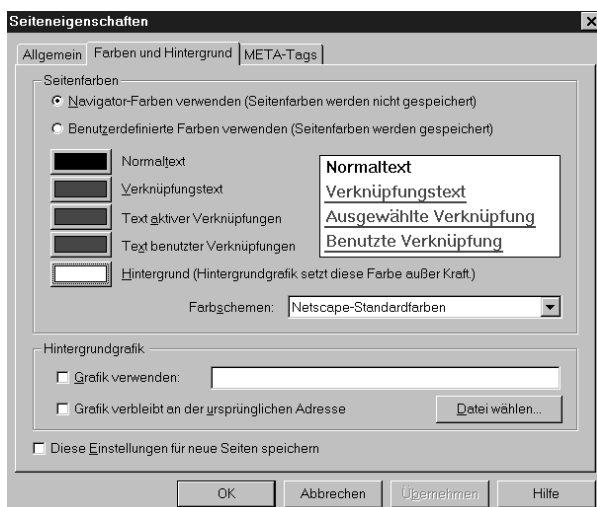 Seiteneigenschaften
Allgemein Farben und Hintergrund META-Tags
Seitenfarben
Navigator-Farben verwenden (Seitenfarben werden nicht gespeichert)
Benutzerdefinierte Farben verwenden (Seitenfarben werden gespeichert)
Normaltext
Verknüpfungstext
Text aktiver Verknüpfungen
Text benutzter Verknüpfungen
Normaltext
Verknüpfungstext
Ausgewählte Verknüpfung
Benutzte Verknüpfung
Hintergrund (Hintergrundgrafik setzt diese Farbe außer Kraft.)
Farbschemen: Netscape-Standardfarben
Hintergrundgrafik
Grafik verwenden:
Grafik verbleibt an der ursprünglichen Adresse Datei wählen...
Diese Einstellungen für neue Seiten speichern
OK Abbrechen Übernehmen Hilfe